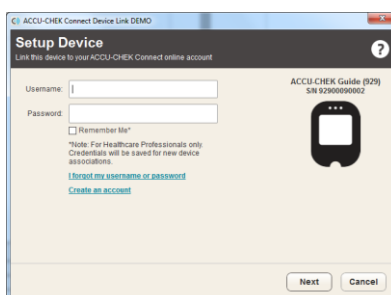 ACCU-CHEK Connect Device Link DEMO
Setup Device
Link this device to your ACCU-CHEK Connect online account
?
ACCU-CHEK Guide (929)
SN 92900090002
Username:
Password:
Remember Me*
*Note: For Healthcare Professionals only
Credentials will be saved for new device
associations.
I forgot my username or password
Create an account
Next
Cancel